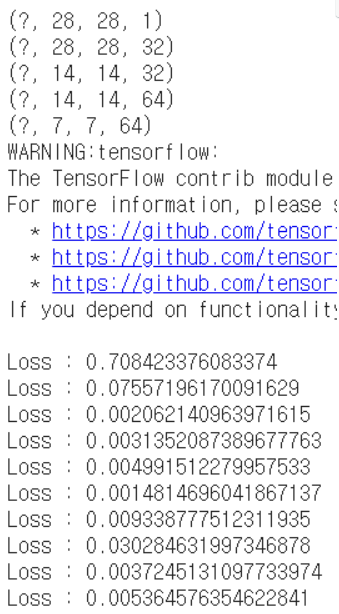 (?, 28, 28, 1)
(?, 28, 28, 32)
(?, 14, 14, 32)
(?, 14, 14, 64)
(?, 7, 7, 64)
WARNING:tensorflow:
The TensorFlow contrib module
For more information, please
* https://github.com/tensor
* https://github.com/tensor
* https://github.com/tensor
If you depend on functionality
Loss : 0.708423376083374
Loss : 0.07557196170091629
Loss : 0.002062140963971615
Loss : 0.0031352087389677763
Loss : 0.004991512279957533
Loss : 0.0014814696041867137
Loss : 0.009338777512311935
Loss : 0.030284631997346878
Loss : 0.0037245131097733974
Loss : 0.005364576354622841